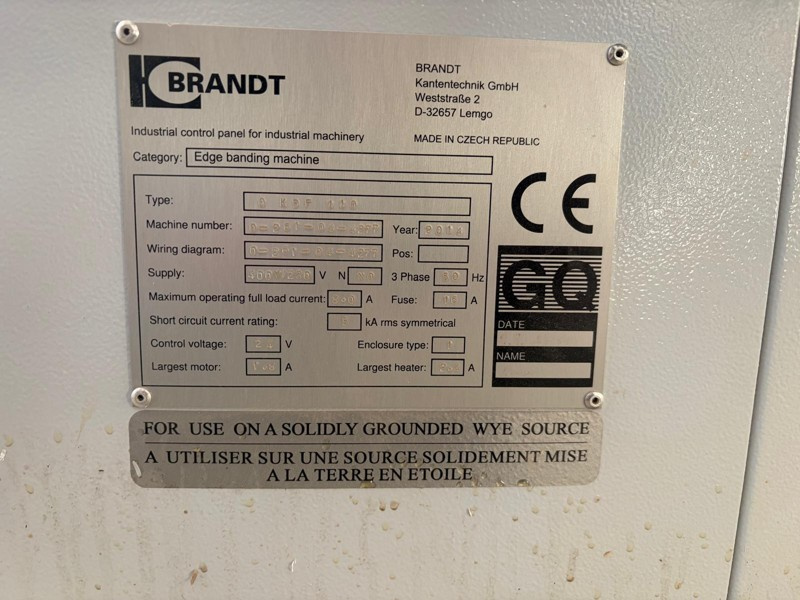 BRANDT
BRANDT
Kantentechnik GmbH
Weststraße 2
D-32657 Lemgo
Industrial control panel for industrial machinery
MADE IN CZECH REPUBLIC
Category: Edge banding machine
Type:
Machine number: Year:
Wiring diagram: Pos:
Supply: V N 3 Phase Hz
Maximum operating full load current: A Fuse: A
Short circuit current rating: kA rms symmetrical
Control voltage: V Enclosure type:
Largest motor: A Largest heater: A
CE
GQ
DATE
NAME
FOR USE ON A SOLIDLY GROUNDED WYE SOURCE
A UTILISER SUR UNE SOURCE SOLIDEMENT MISE
A LA TERRE EN ETOILE